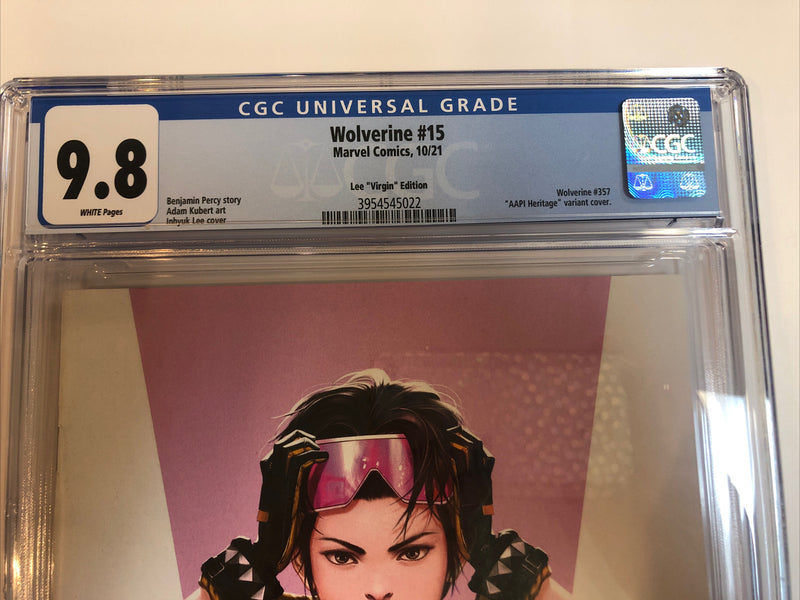 CGC UNIVERSAL GRADE
9.8
WHITE Pages
Wolverine #15
Marvel Comics, 10/21
Lee "Virgin" Edition
Benjamin Percy story
Adam Kubert art
Inhyuk Lee cover
3954545022
Wolverine #357
"AAPI Heritage" variant cover.
CGC
CGC